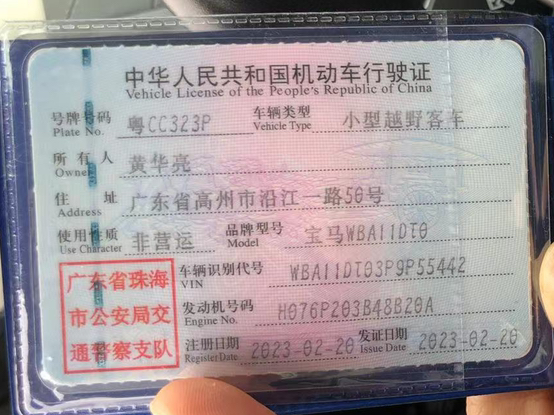 中华人民共和国机动车行驶证
Vehicle License of the People's Republic of China
号牌号码 粤CC323P 车辆类型 小型越野客车
Plate No. Vehicle Type
所有人 黄华亮
Owner
住址 广东省高州市沿江一路50号
Address
使用性质 非营运 品牌型号 宝马WBA11DT0
Use Character Model
广东省珠海
市公安局交
通警察支队
车辆识别代号 WBA11DT03P9P55442
VIN
发动机号码 H076P203B48B20A
Engine No.
注册日期 2023-02-20 发证日期 2023-02-20
Register Date Issue Date